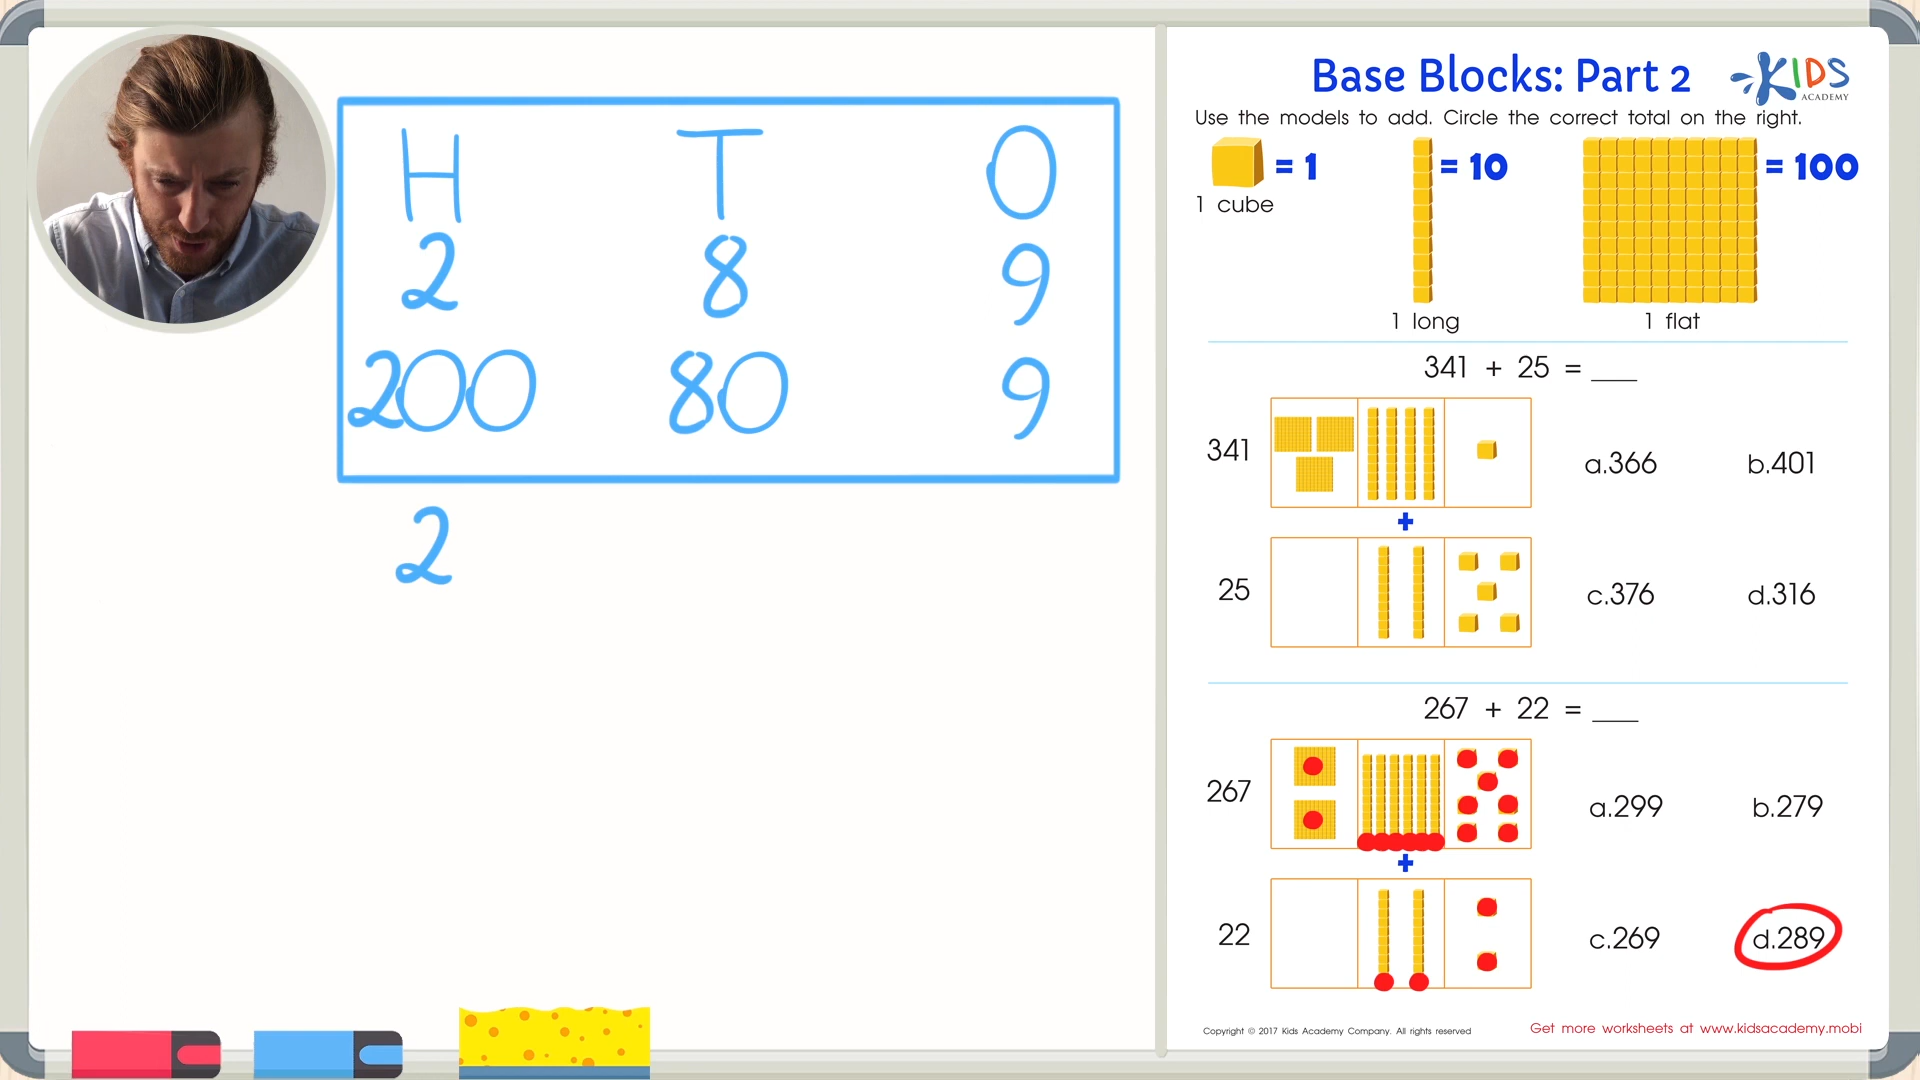 H T O
2 8 9
200 80 9
2
Base Blocks: Part 2
KIDS ACADEMY
Use the models to add. Circle the correct total on the right.
= 1
= 10
= 100
1 cube
1 long
1 flat
341 + 25 = ___
341
a.366 b.401
+
25
c.376 d.316
267 + 22 = ___
267
a.299 b.279
+
22
c.269 d.289
Copyright © 2017 Kids Academy Company. All rights reserved
Get more worksheets at www.kidsacademy.mobi